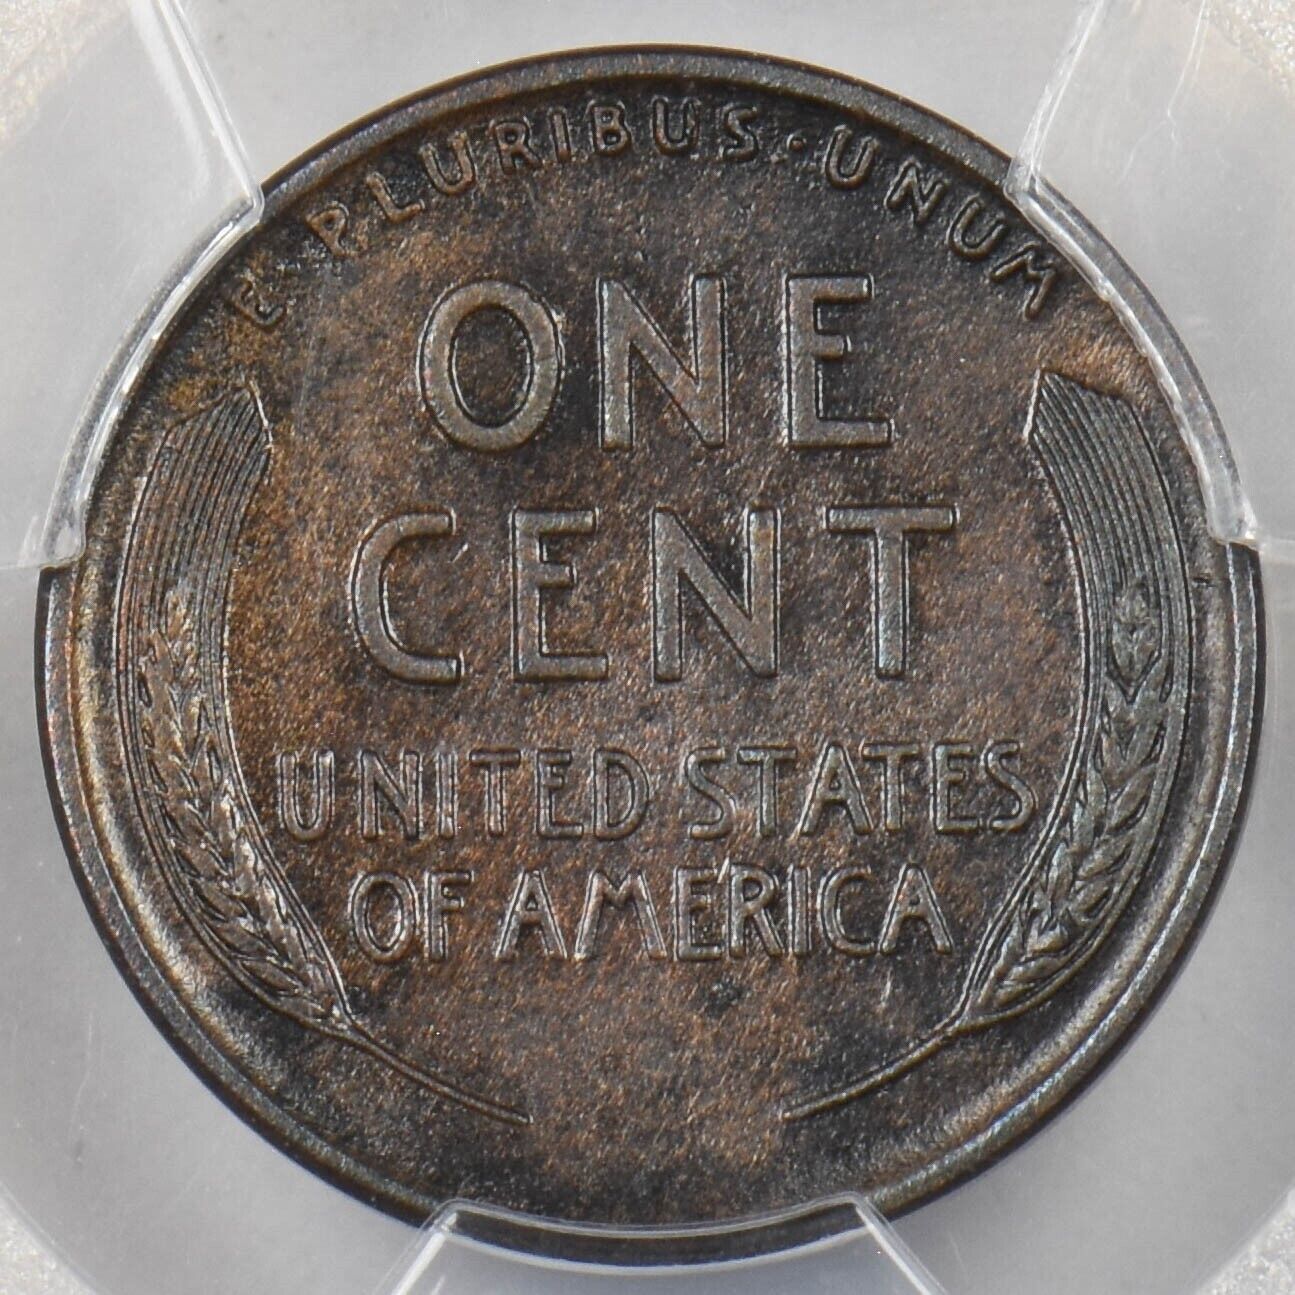 E·PLURIBUS·UNUM
ONE
CENT
UNITED STATES
OF AMERICA